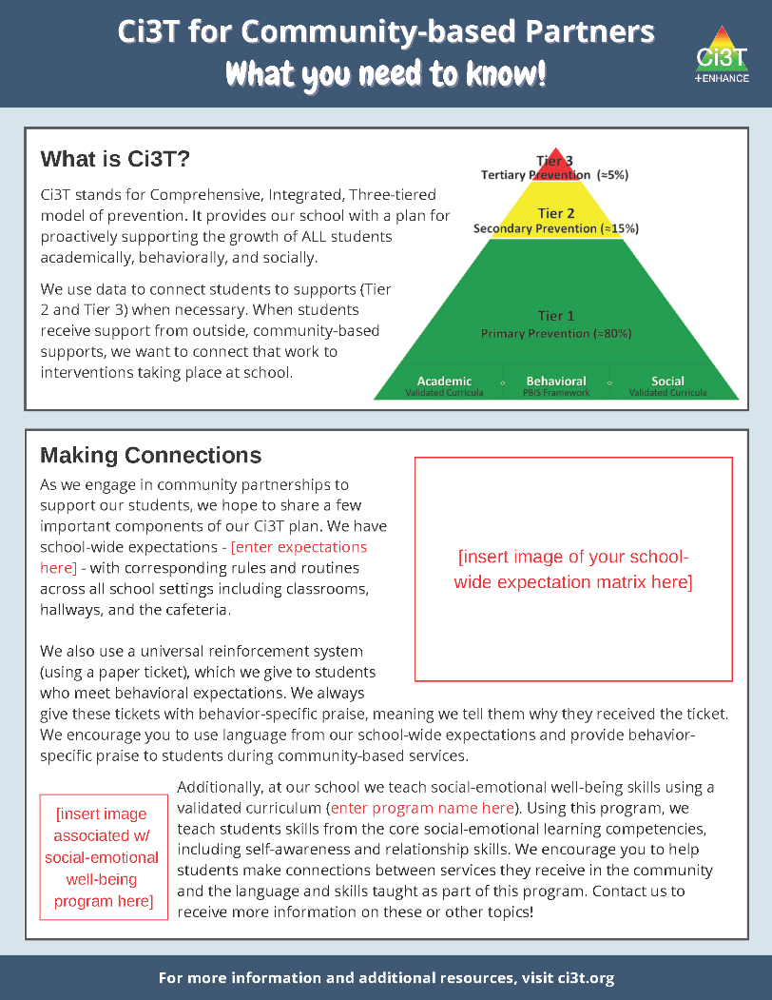 Ci3T for Community-based Partners
What you need to know!
Ci3T
+ENHANCE
What is Ci3T?
Ci3T stands for Comprehensive, Integrated, Three-tiered
model of prevention. It provides our school with a plan for
proactively supporting the growth of ALL students
academically, behaviorally, and socially.
We use data to connect students to supports (Tier
2 and Tier 3) when necessary. When students
receive support from outside, community-based
supports, we want to connect that work to
interventions taking place at school.
Tier 3
Tertiary Prevention (≈5%)
Tier 2
Secondary Prevention (≈15%)
Tier 1
Primary Prevention (≈80%)
Academic ○ Behavioral ○ Social
Validated Curricula PBIS Framework Validated Curricula
Making Connections
As we engage in community partnerships to
support our students, we hope to share a few
important components of our Ci3T plan. We have
school-wide expectations - [enter expectations
here] - with corresponding rules and routines
across all school settings including classrooms,
hallways, and the cafeteria.
[insert image of your school-
wide expectation matrix here]
We also use a universal reinforcement system
(using a paper ticket), which we give to students
who meet behavioral expectations. We always
give these tickets with behavior-specific praise, meaning we tell them why they received the ticket.
We encourage you to use language from our school-wide expectations and provide behavior-
specific praise to students during community-based services.
[insert image
associated w/
social-emotional
well-being
program here]
Additionally, at our school we teach social-emotional well-being skills using a
validated curriculum (enter program name here). Using this program, we
teach students skills from the core social-emotional learning competencies,
including self-awareness and relationship skills. We encourage you to help
students make connections between services they receive in the community
and the language and skills taught as part of this program. Contact us to
receive more information on these or other topics!
For more information and additional resources, visit ci3t.org